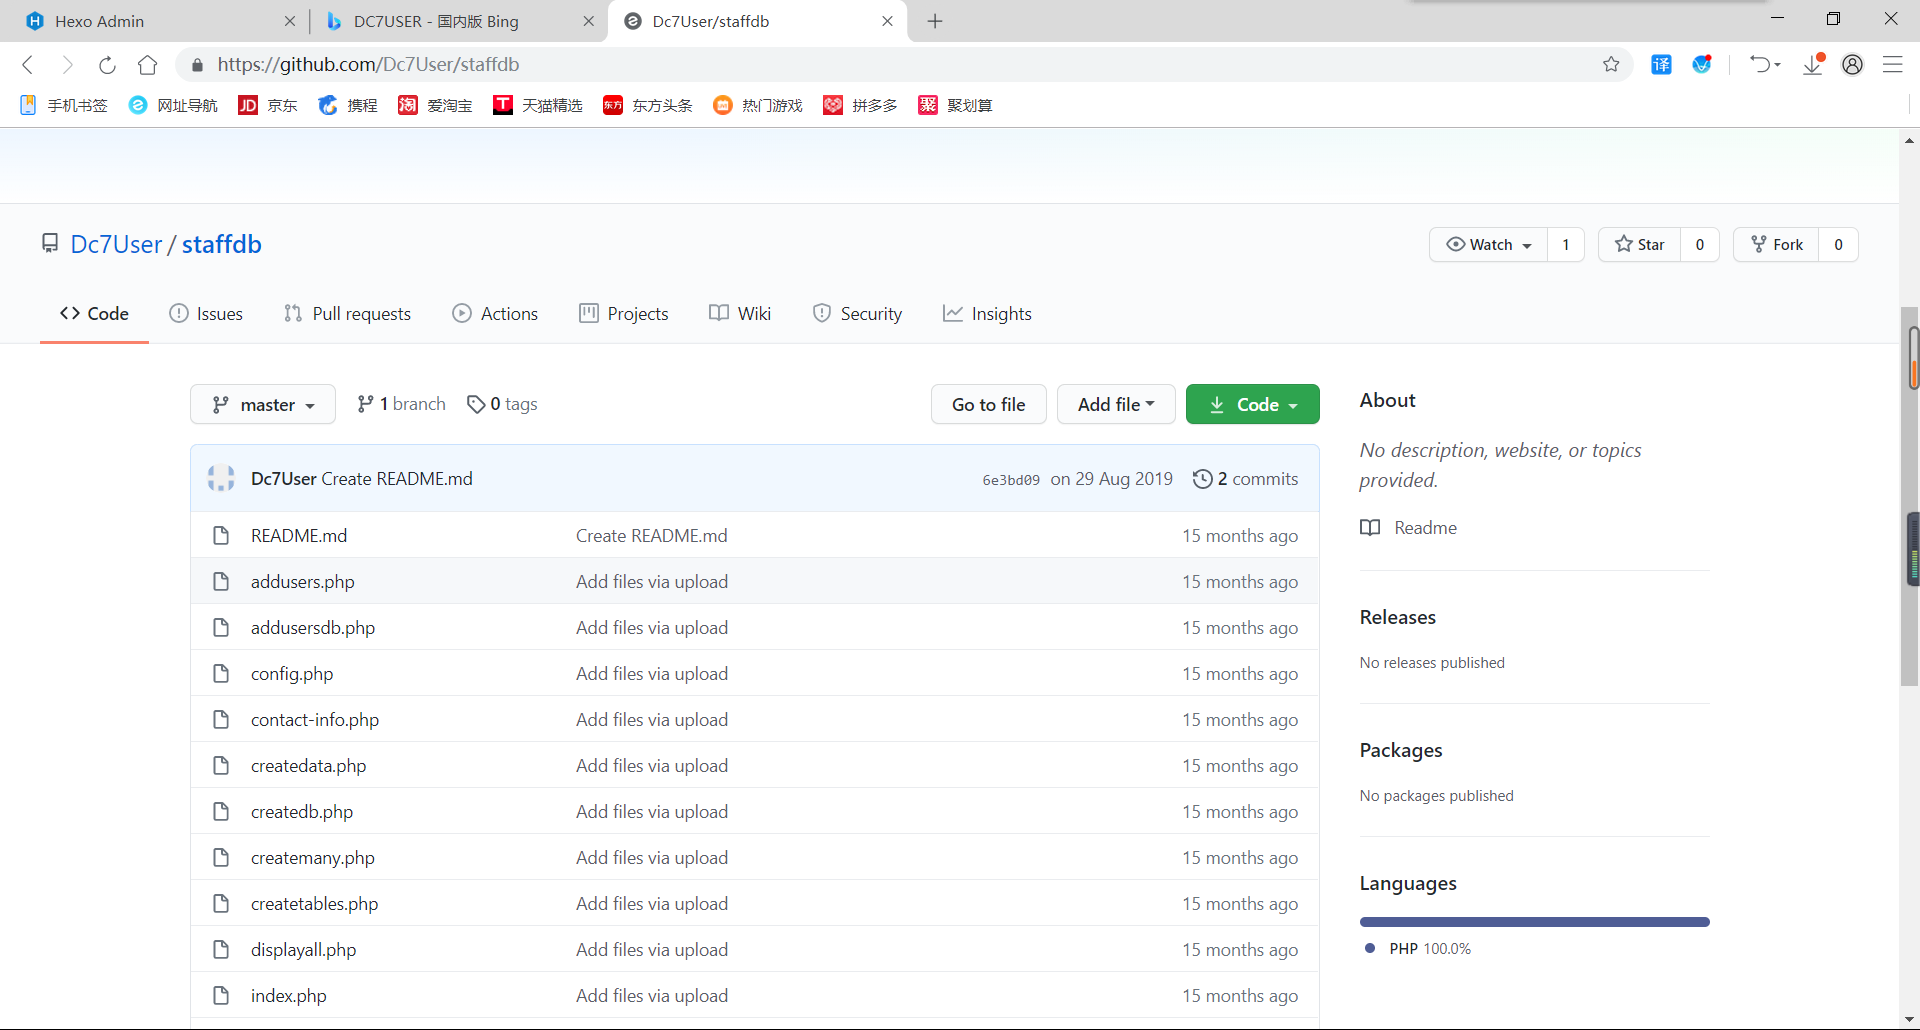 Hexo Admin
DC7USER - 国内版 Bing
Dc7User/staffdb
https://github.com/Dc7User/staffdb
译
手机书签
网址导航
JD 京东
携程
淘 爱淘宝
T 天猫精选
东方 东方头条
热门游戏
拼多多
聚 聚划算
Dc7User / staffdb
Watch 1
Star 0
Fork 0
Code
Issues
Pull requests
Actions
Projects
Wiki
Security
Insights
master
1 branch
0 tags
Go to file
Add file
Code
Dc7User Create README.md 6e3bd09 on 29 Aug 2019 2 commits
README.md Create README.md 15 months ago
addusers.php Add files via upload 15 months ago
addusersdb.php Add files via upload 15 months ago
config.php Add files via upload 15 months ago
contact-info.php Add files via upload 15 months ago
createdata.php Add files via upload 15 months ago
createdb.php Add files via upload 15 months ago
createmany.php Add files via upload 15 months ago
createtables.php Add files via upload 15 months ago
displayall.php Add files via upload 15 months ago
index.php Add files via upload 15 months ago
About
No description, website, or topics
provided.
Readme
Releases
No releases published
Packages
No packages published
Languages
PHP 100.0%